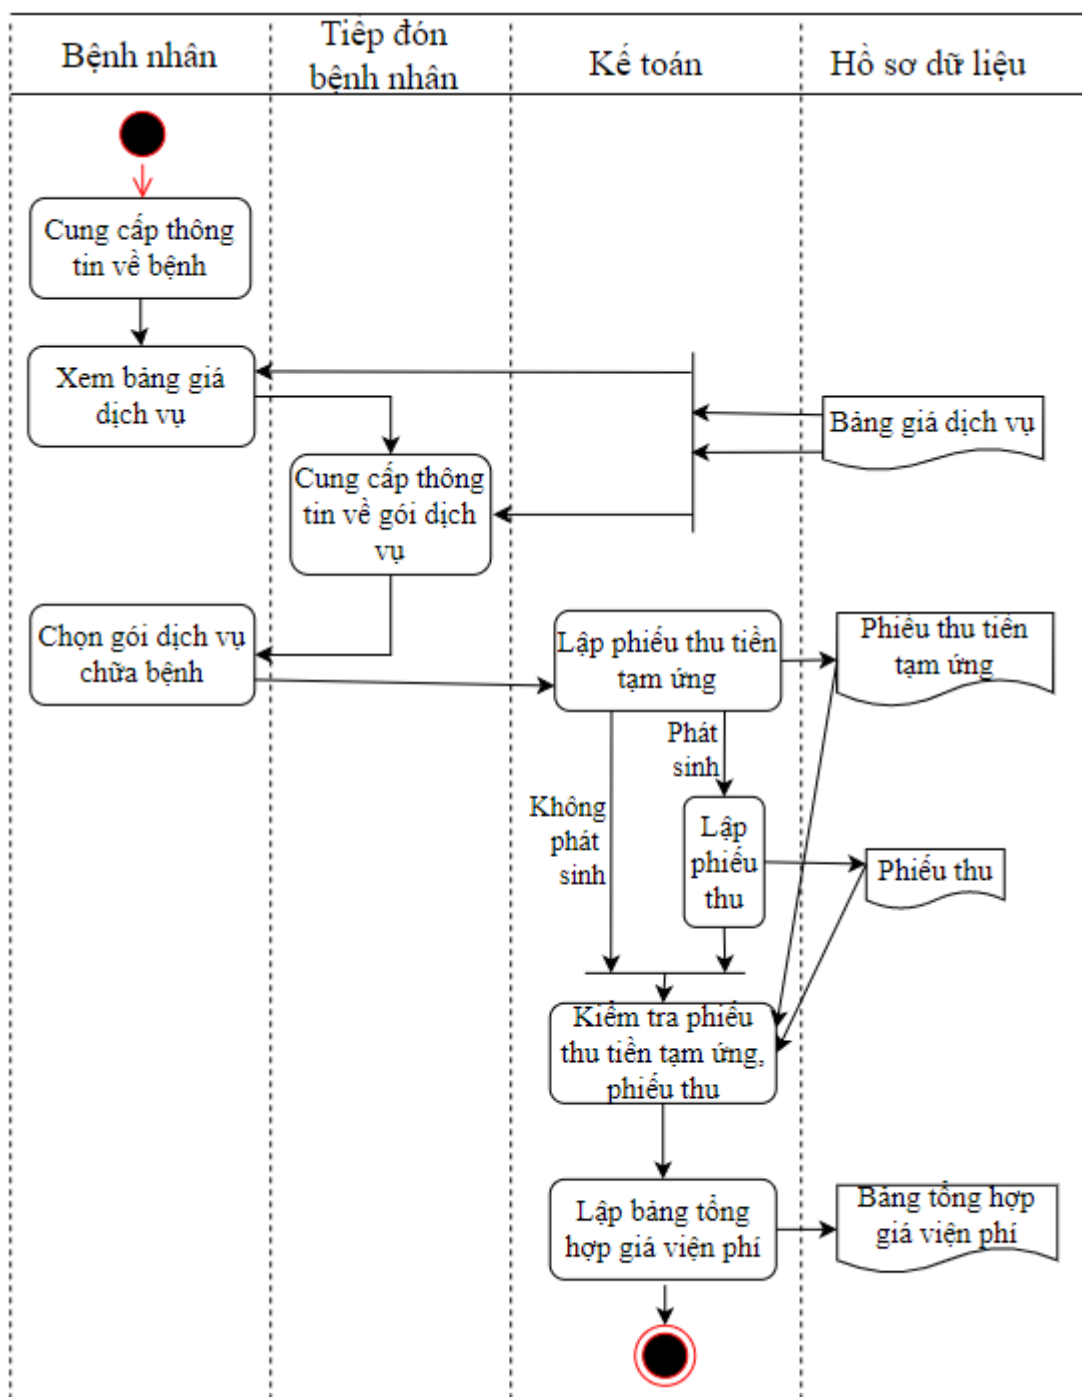 Bệnh nhân
Tiếp đón
bệnh nhân
Kế toán
Hồ sơ dữ liệu
Cung cấp thông
tin về bệnh
Xem bảng giá
dịch vụ
Bảng giá dịch vụ
Cung cấp thông
tin về gói dịch
vụ
Chọn gói dịch vụ
chữa bệnh
Lập phiếu thu tiền
tạm ứng
Phiếu thu tiền
tạm ứng
Phát
sinh
Không
phát
sinh
Lập
phiếu
thu
Phiếu thu
Kiểm tra phiếu
thu tiền tạm ứng,
phiếu thu
Lập bảng tổng
hợp giá viện phí
Bảng tổng hợp
giá viện phí